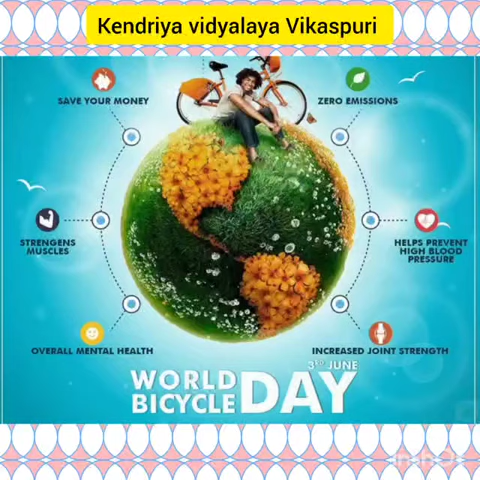 Kendriya vidyalaya Vikaspuri
SAVE YOUR MONEY
ZERO EMISSIONS
STRENGENS
MUSCLES
HELPS PREVENT
HIGH BLOOD
PRESSURE
OVERALL MENTAL HEALTH
INCREASED JOINT STRENGTH
3RD JUNE
WORLD
BICYCLE
DAY